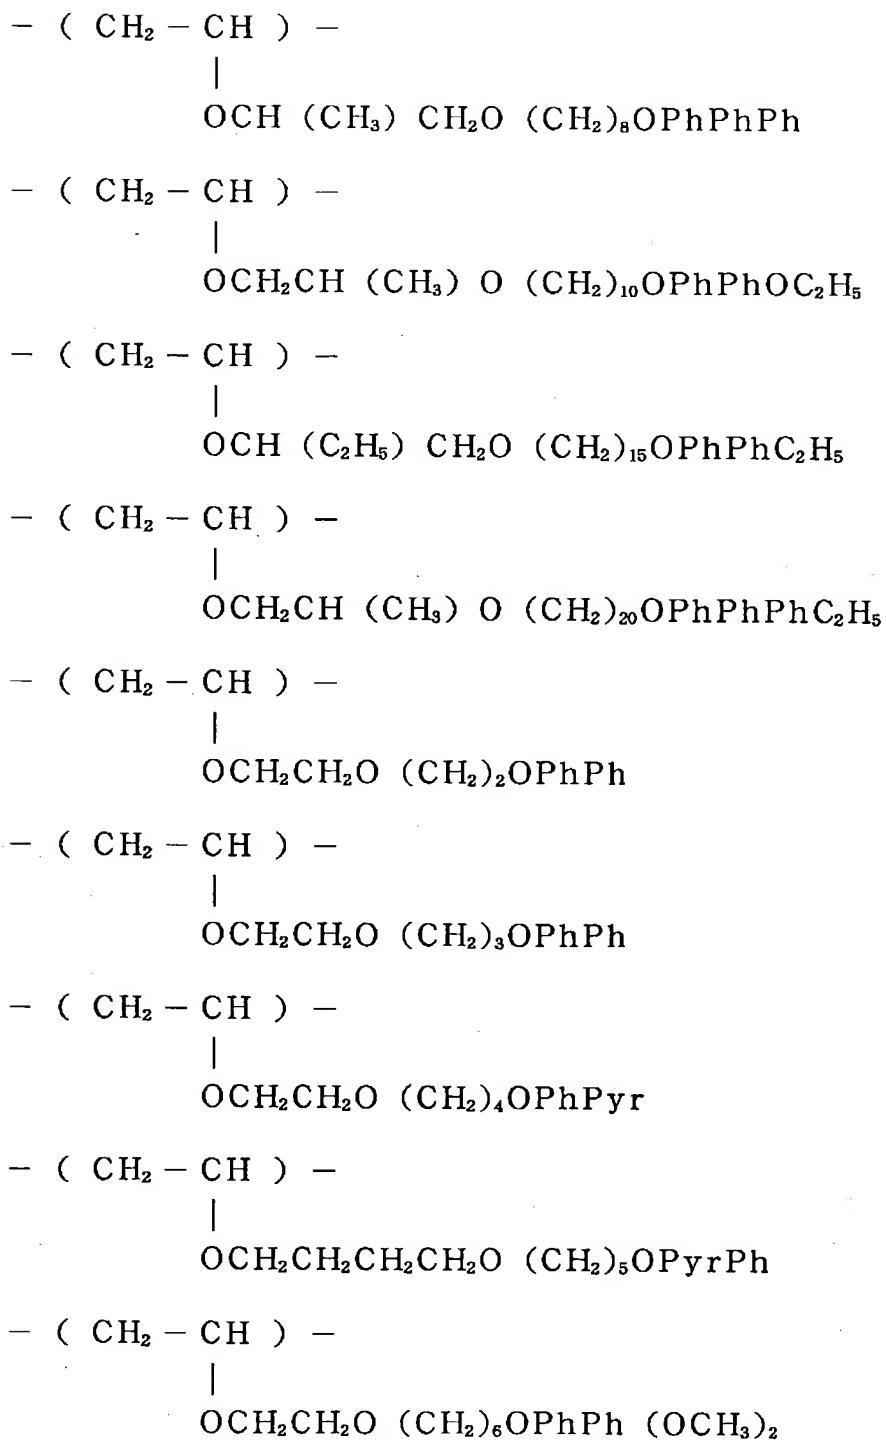 — ( CH₂ — CH ) —
|
OCH (CH₃) CH₂O (CH₂)₈OPhPhPh
— ( CH₂ — CH ) —
|
OCH₂CH (CH₃) O (CH₂)₁₀OPhPhOC₂H₅
— ( CH₂ — CH ) —
|
OCH (C₂H₅) CH₂O (CH₂)₁₅OPhPhC₂H₅
— ( CH₂ — CH ) —
|
OCH₂CH (CH₃) O (CH₂)₂₀OPhPhPhC₂H₅
— ( CH₂ — CH ) —
|
OCH₂CH₂O (CH₂)₂OPhPh
— ( CH₂ — CH ) —
|
OCH₂CH₂O (CH₂)₃OPhPh
— ( CH₂ — CH ) —
|
OCH₂CH₂O (CH₂)₄OPhPyr
— ( CH₂ — CH ) —
|
OCH₂CH₂CH₂CH₂O (CH₂)₅OPyrPh
— ( CH₂ — CH ) —
|
OCH₂CH₂O (CH₂)₆OPhPh (OCH₃)₂